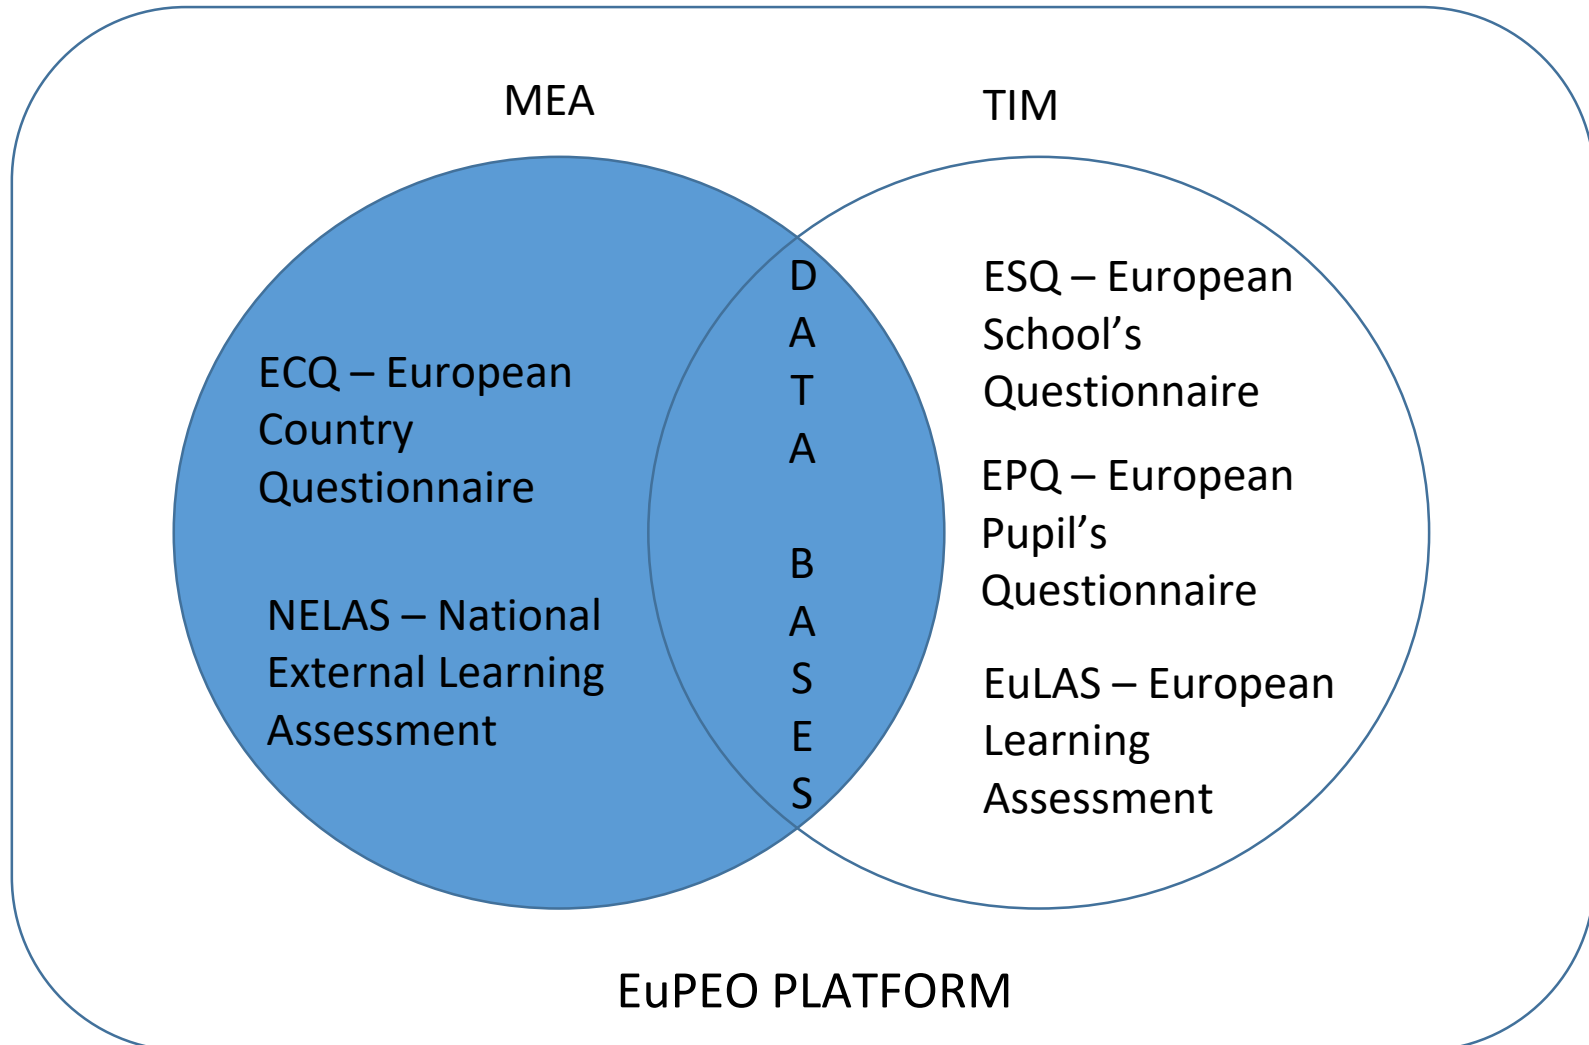 MEA
TIM
ECQ – European
Country
Questionnaire
NELAS – National
External Learning
Assessment
D
A
T
A
B
A
S
E
S
ESQ – European
School’s
Questionnaire
EPQ – European
Pupil’s
Questionnaire
EuLAS – European
Learning
Assessment
EuPEO PLATFORM